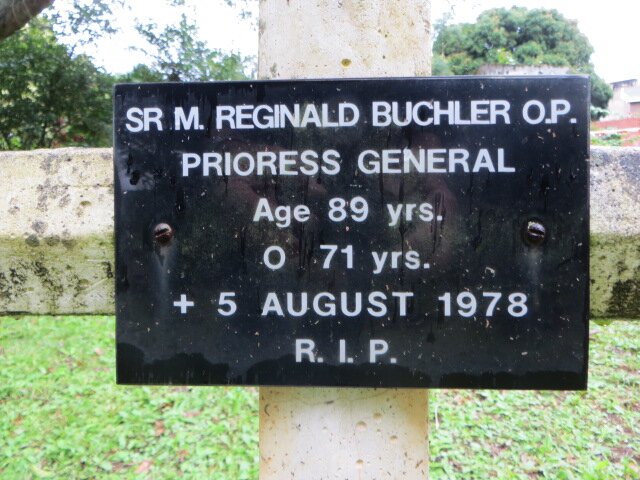 SR M. REGINALD BUCHLER O.P.
PRIORESS GENERAL
Age 89 yrs.
O 71 yrs.
+ 5 AUGUST 1978
R. I. P.